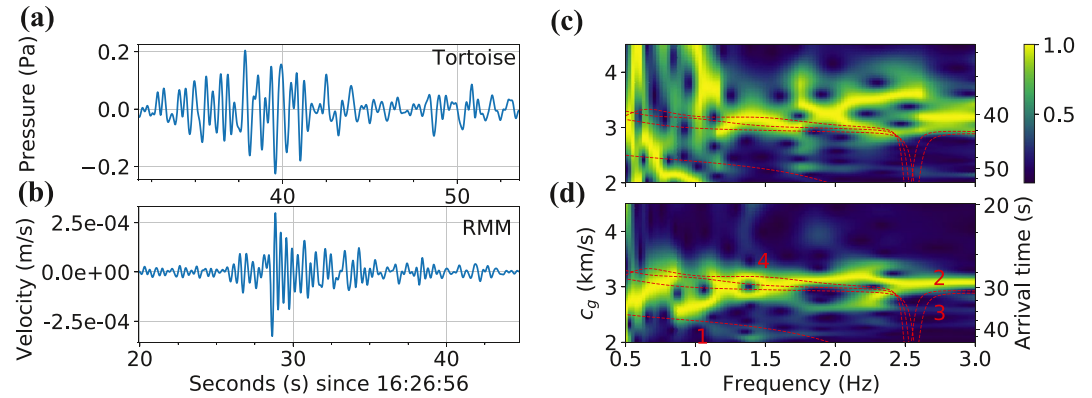 (a)
Pressure (Pa)
0.2
0.0
−0.2
Tortoise
40
50
(b)
Velocity (m/s)
2.5e-04
0.0e+00
-2.5e-04
RMM
20
30
40
Seconds (s) since 16:26:56
(c)
4
3
2
40
50
1.0
0.5
(d)
c_g (km/s)
4
3
2
4
2
3
1
20
30
40
Arrival time (s)
0.5
1.0
1.5
2.0
2.5
3.0
Frequency (Hz)